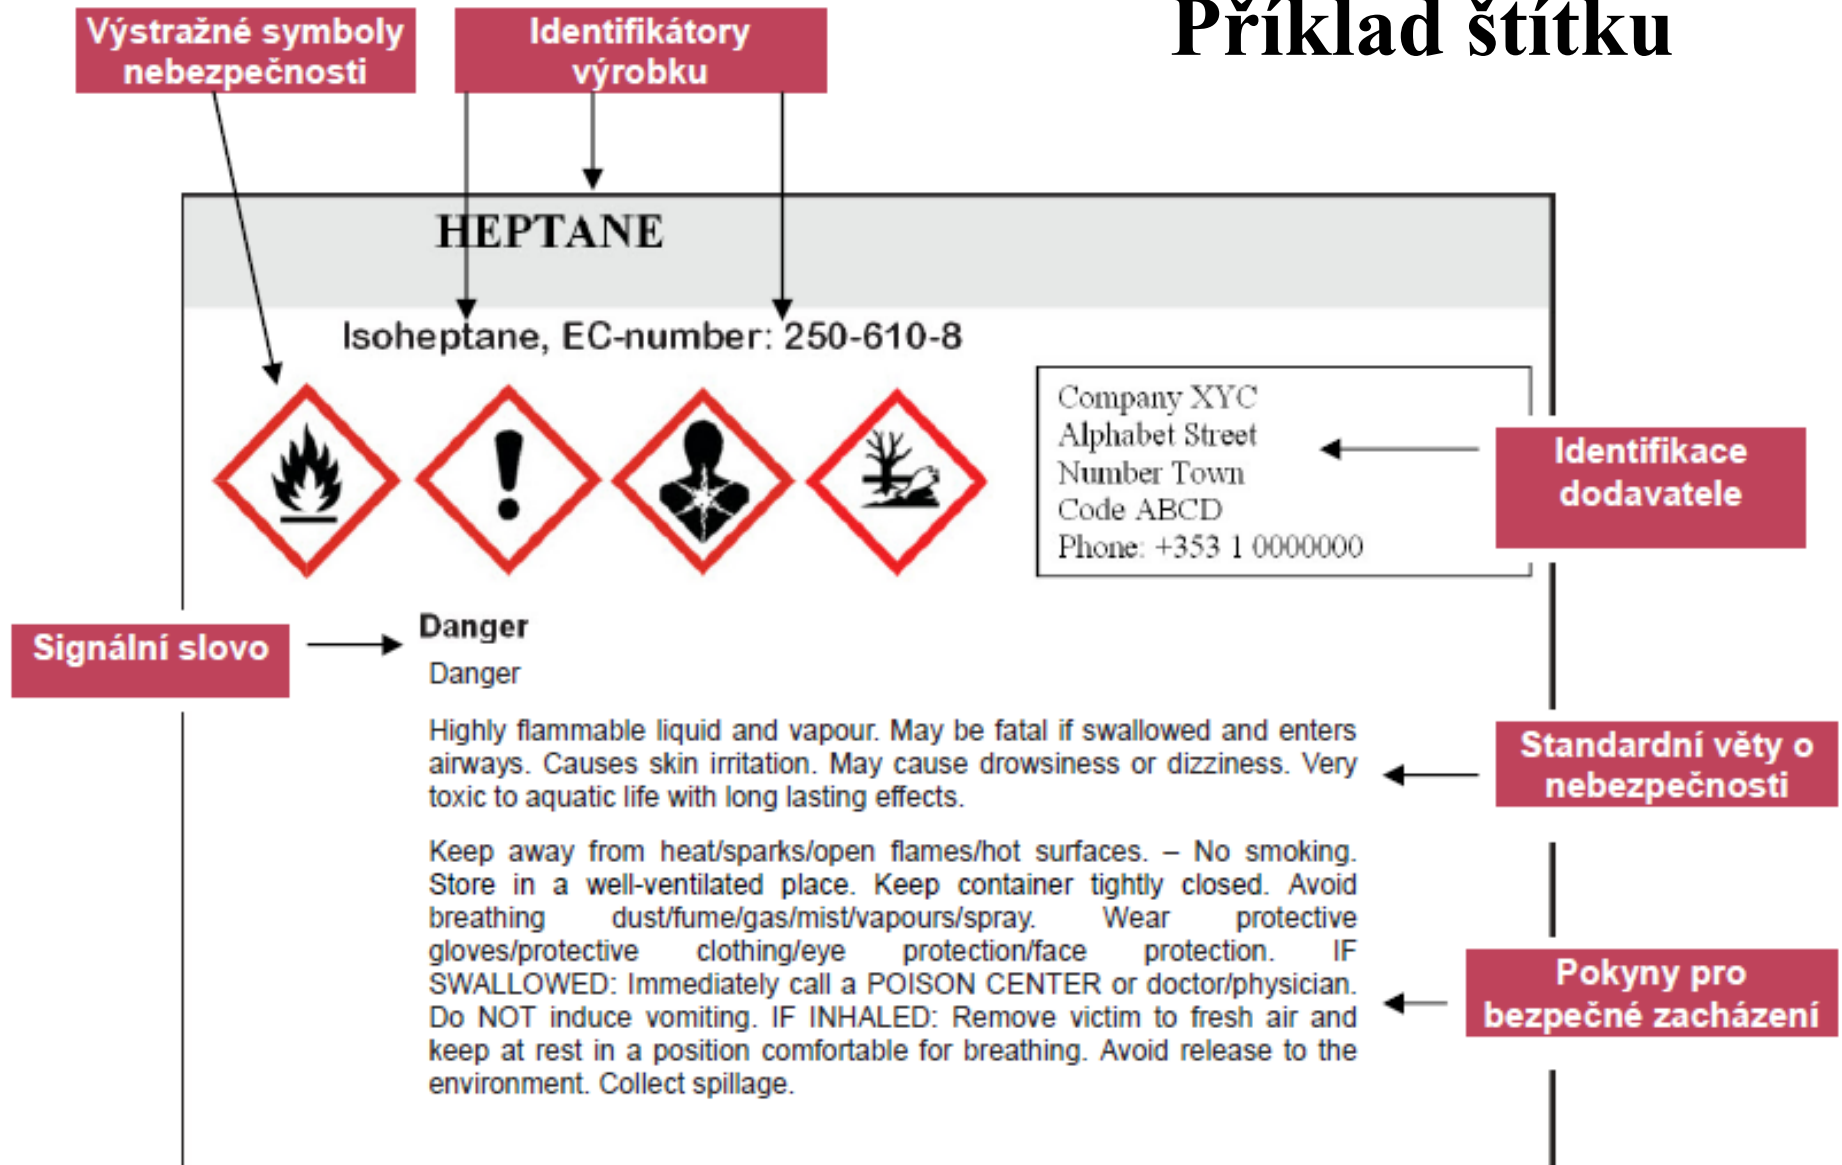 Příklad štítku
Výstražné symboly
nebezpečnosti
Identifikátory
výrobku
HEPTANE
Isoheptane, EC-number: 250-610-8
Company XYC
Alphabet Street
Number Town
Code ABCD
Phone: +353 1 0000000
Identifikace
dodavatele
Signální slovo
Danger
Danger
Highly flammable liquid and vapour. May be fatal if swallowed and enters
airways. Causes skin irritation. May cause drowsiness or dizziness. Very
toxic to aquatic life with long lasting effects.
Standardní věty o
nebezpečnosti
Keep away from heat/sparks/open flames/hot surfaces. – No smoking.
Store in a well-ventilated place. Keep container tightly closed. Avoid
breathing dust/fume/gas/mist/vapours/spray. Wear protective
gloves/protective clothing/eye protection/face protection. IF
SWALLOWED: Immediately call a POISON CENTER or doctor/physician.
Do NOT induce vomiting. IF INHALED: Remove victim to fresh air and
keep at rest in a position comfortable for breathing. Avoid release to the
environment. Collect spillage.
Pokyny pro
bezpečné zacházení